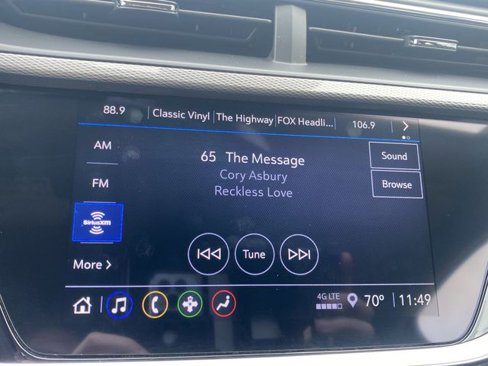 88.9 Classic Vinyl The Highway FOX Headli... 106.9
AM
65 The Message
Sound
Cory Asbury
FM
Browse
Reckless Love
SiriusXM
Tune
More
4G LTE
70° 11:49